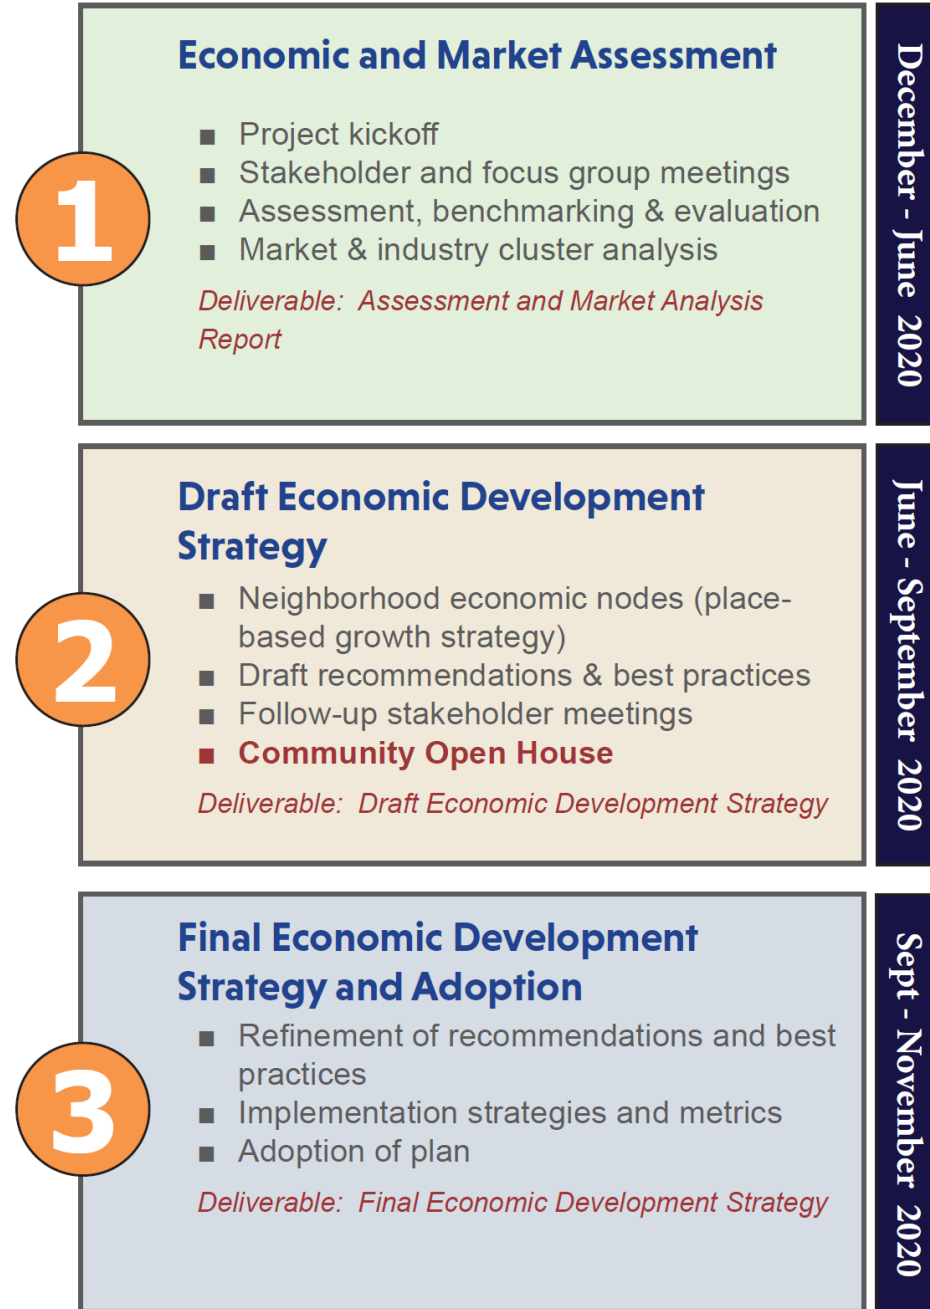 Economic and Market Assessment
1
■ Project kickoff
■ Stakeholder and focus group meetings
■ Assessment, benchmarking & evaluation
■ Market & industry cluster analysis
Deliverable: Assessment and Market Analysis
Report
December - June 2020
Draft Economic Development
Strategy
2
■ Neighborhood economic nodes (place-
based growth strategy)
■ Draft recommendations & best practices
■ Follow-up stakeholder meetings
■ Community Open House
Deliverable: Draft Economic Development Strategy
June - September 2020
Final Economic Development
Strategy and Adoption
3
■ Refinement of recommendations and best
practices
■ Implementation strategies and metrics
■ Adoption of plan
Deliverable: Final Economic Development Strategy
Sept - November 2020